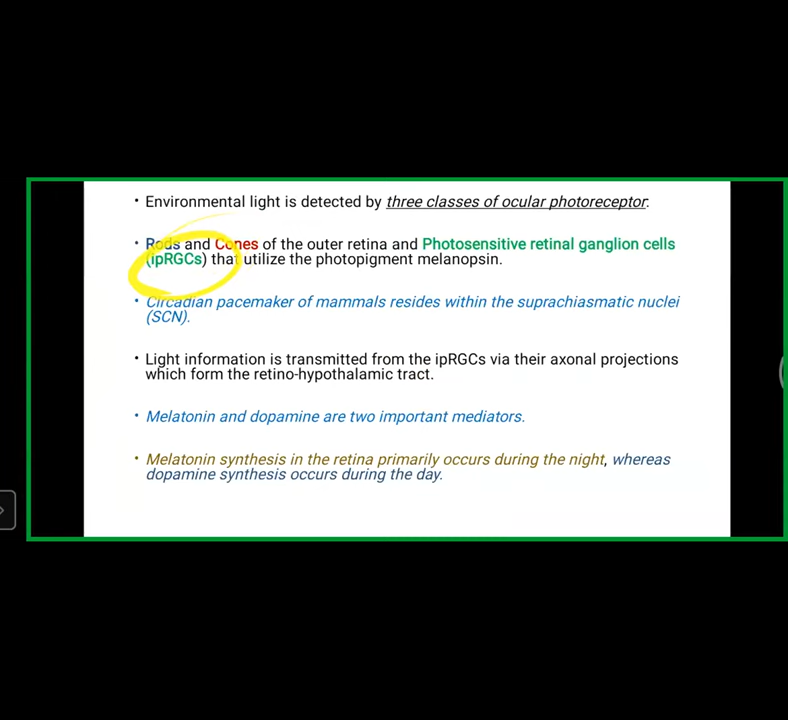 • Environmental light is detected by three classes of ocular photoreceptor:
• Rods and Cones of the outer retina and Photosensitive retinal ganglion cells
(ipRGCs) that utilize the photopigment melanopsin.
• Circadian pacemaker of mammals resides within the suprachiasmatic nuclei
(SCN).
• Light information is transmitted from the ipRGCs via their axonal projections
which form the retino-hypothalamic tract.
• Melatonin and dopamine are two important mediators.
• Melatonin synthesis in the retina primarily occurs during the night, whereas
dopamine synthesis occurs during the day.